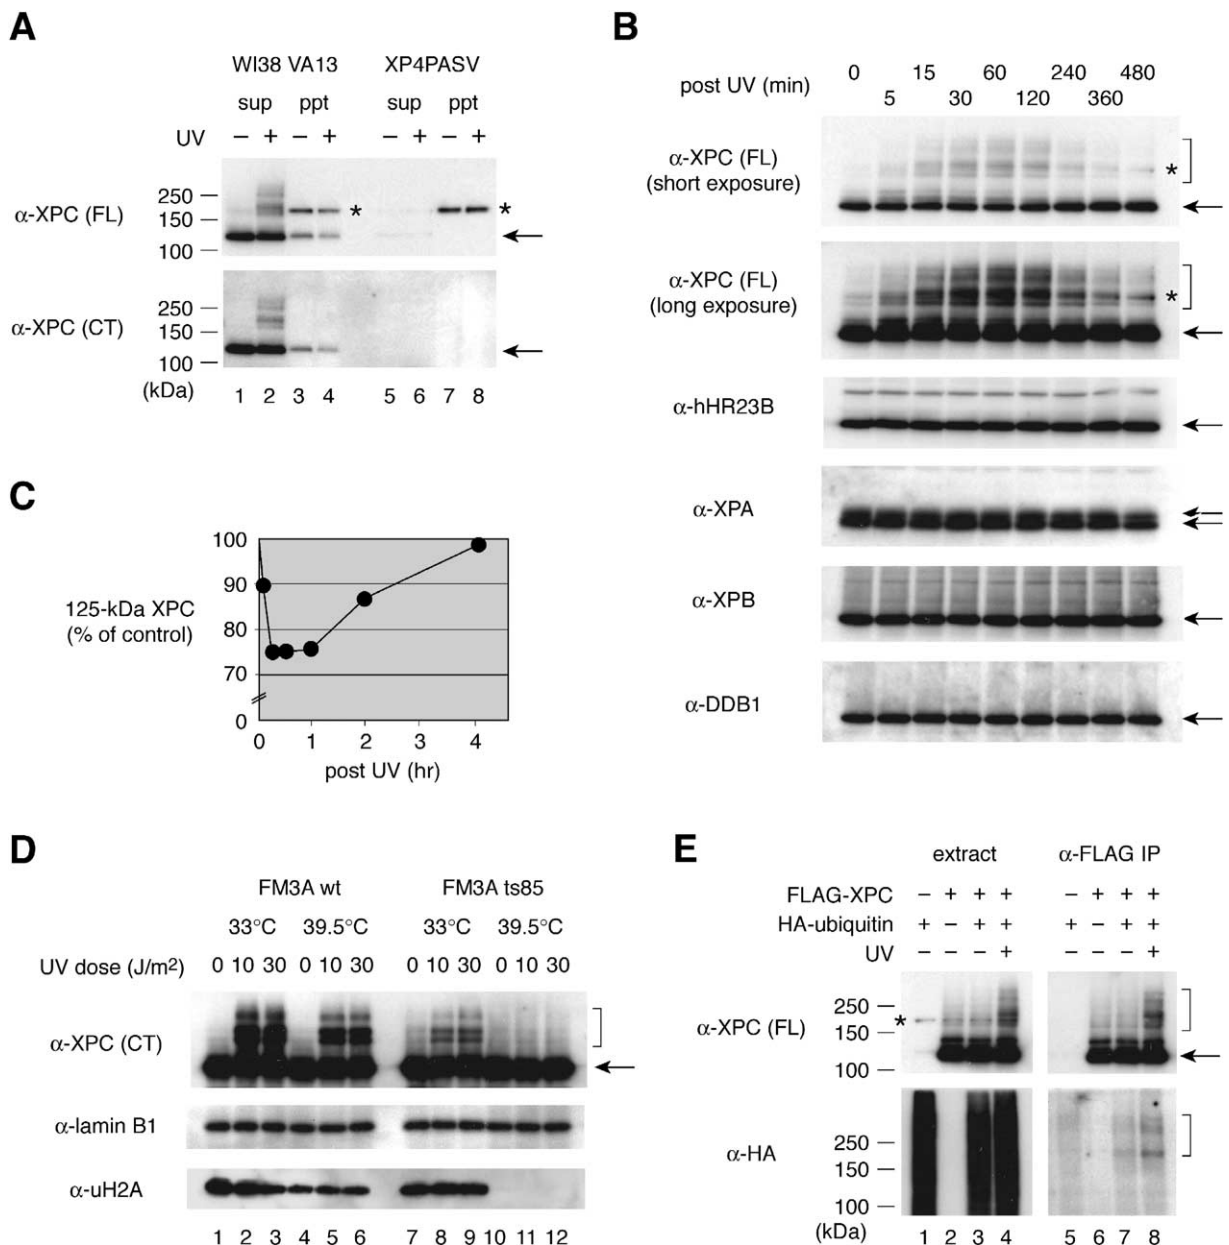 A
WI38 VA13 XP4PASV
sup ppt sup ppt
UV – + – + – + – +
α-XPC (FL)
250
150
100
*
*
α-XPC (CT)
250
150
100
(kDa) 1 2 3 4 5 6 7 8
B
post UV (min) 0 5 15 30 60 120 240 360 480
α-XPC (FL)
(short exposure)
*
α-XPC (FL)
(long exposure)
*
α-hHR23B
α-XPA
α-XPB
α-DDB1
C
125-kDa XPC
(% of control)
100
90
80
70
0
0 1 2 3 4
post UV (hr)
D
FM3A wt FM3A ts85
33°C 39.5°C 33°C 39.5°C
UV dose (J/m²) 0 10 30 0 10 30 0 10 30 0 10 30
α-XPC (CT)
α-lamin B1
α-uH2A
1 2 3 4 5 6 7 8 9 10 11 12
E
extract α-FLAG IP
FLAG-XPC – + + + – + + +
HA-ubiquitin + – + + + – + +
UV + +
α-XPC (FL)
250
* 150
100
α-HA
250
150
100
(kDa) 1 2 3 4 5 6 7 8